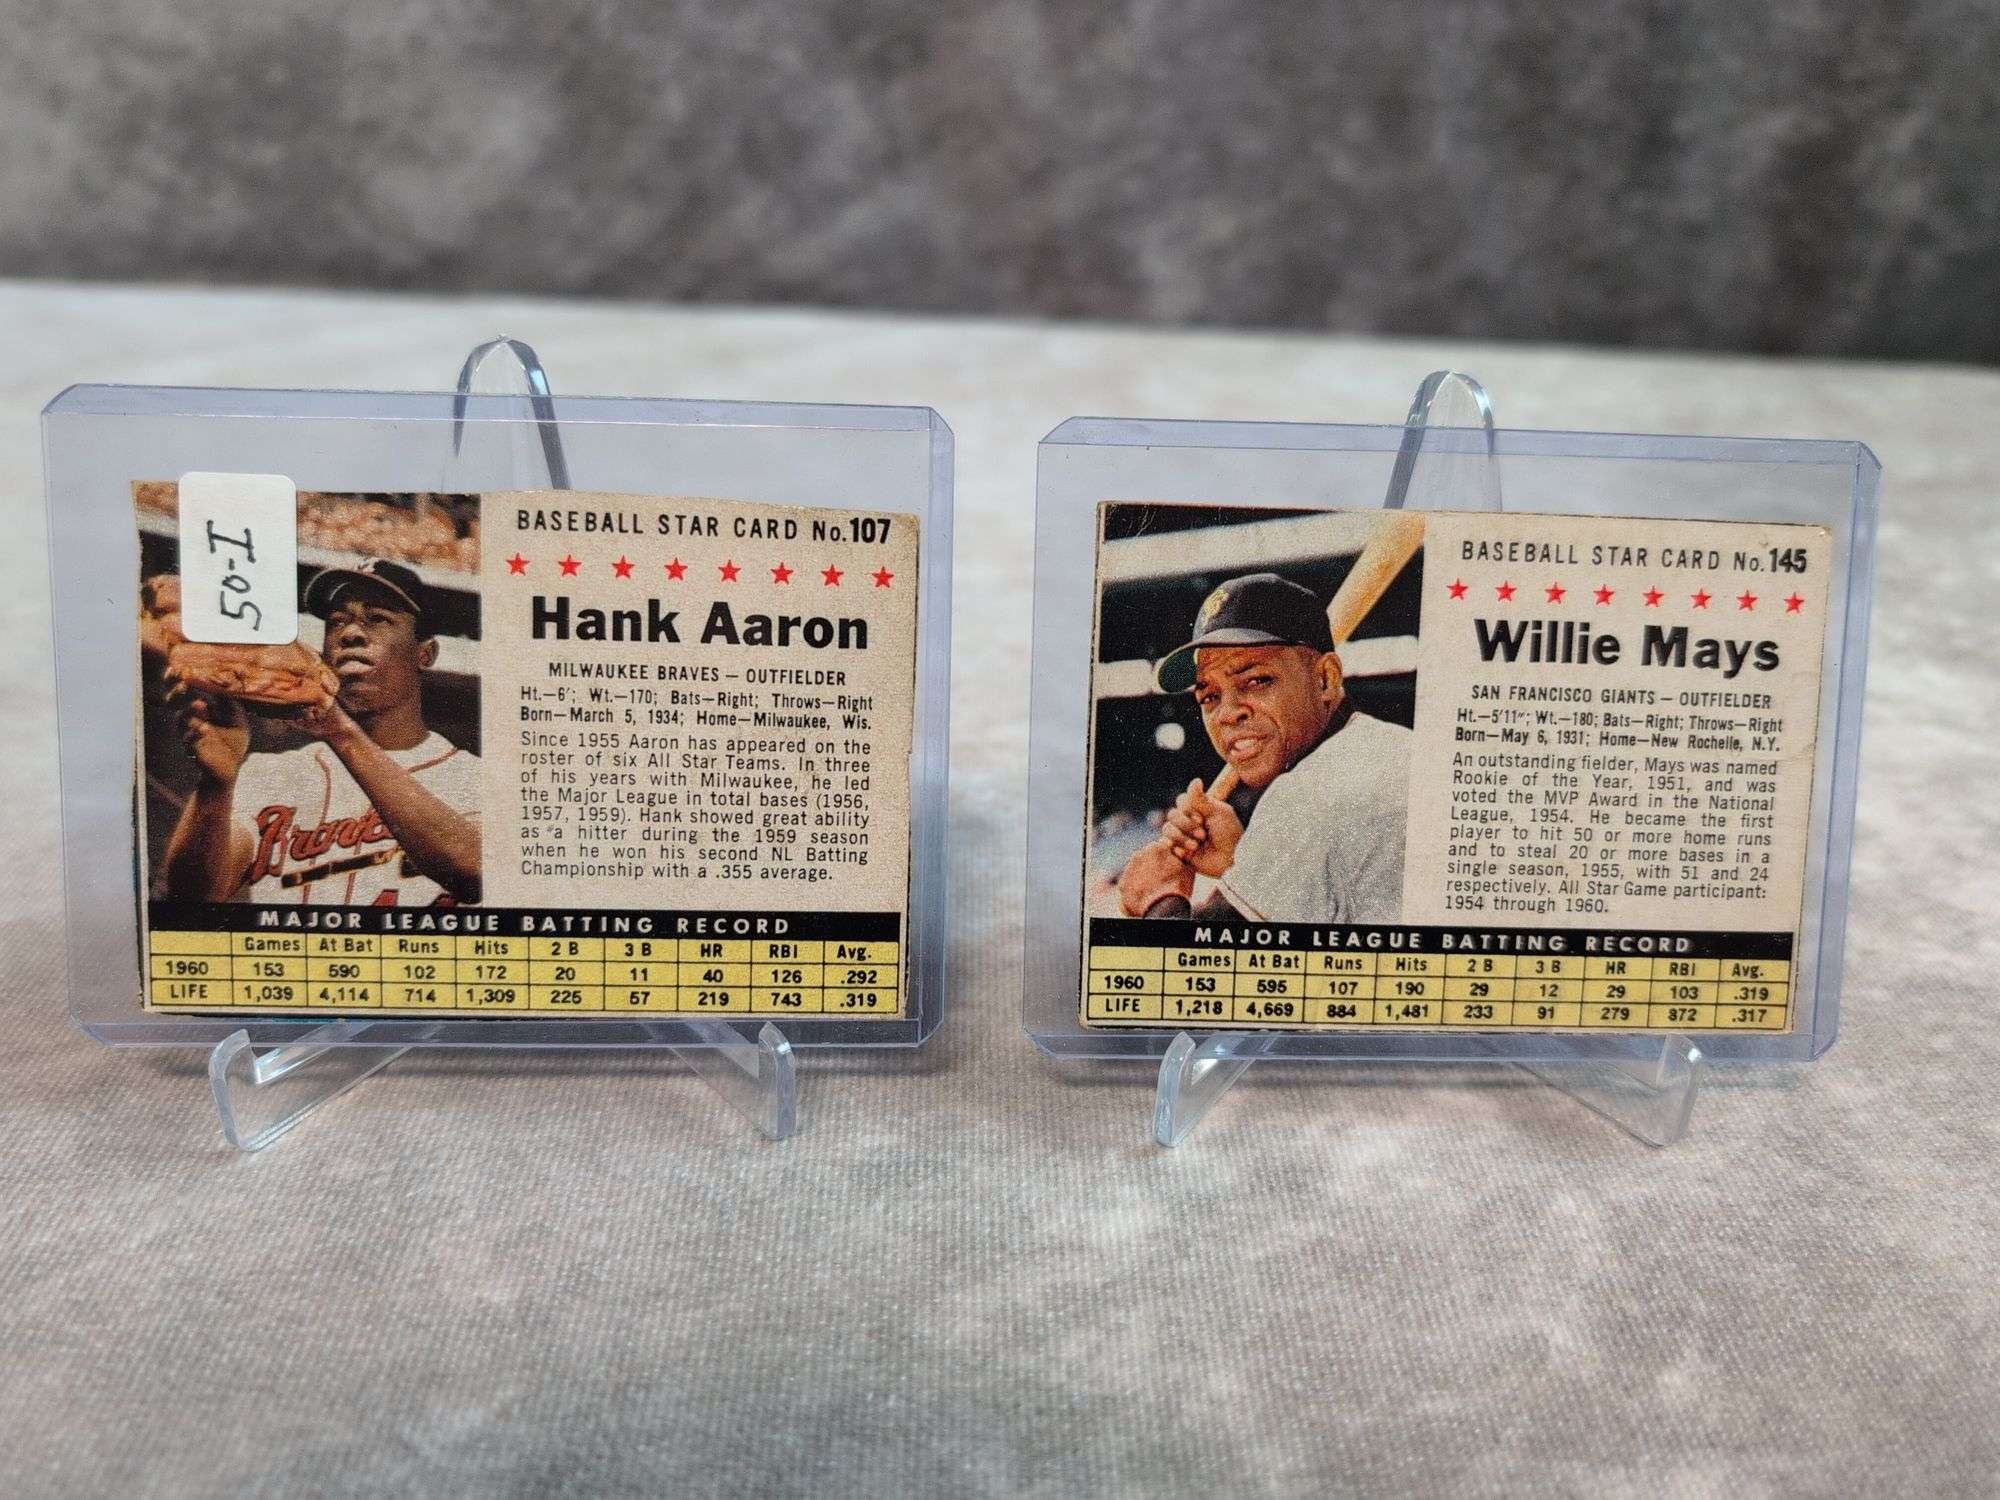 50-I
BASEBALL STAR CARD No.107
Hank Aaron
MILWAUKEE BRAVES — OUTFIELDER
Ht.—6'; Wt.—170; Bats—Right; Throws—Right
Born—March 5, 1934; Home—Milwaukee, Wis.
Since 1955 Aaron has appeared on the
roster of six All Star Teams. In three
of his years with Milwaukee, he led
the Major League in total bases (1956,
1957, 1959). Hank showed great ability
as a hitter during the 1959 season
when he won his second NL Batting
Championship with a .355 average.
Braves
MAJOR LEAGUE BATTING RECORD
Games At Bat Runs Hits 2 B 3 B HR RBI Avg.
1960 153 590 102 172 20 11 40 126 .292
LIFE 1,039 4,114 714 1,309 225 57 219 743 .319
BASEBALL STAR CARD No.145
Willie Mays
SAN FRANCISCO GIANTS — OUTFIELDER
Ht.—5'11"; Wt.—180; Bats—Right; Throws—Right
Born—May 6, 1931; Home—New Rochelle, N.Y.
An outstanding fielder, Mays was named
Rookie of the Year, 1951, and was
voted the MVP Award in the National
League, 1954. He became the first
player to hit 50 or more home runs
and to steal 20 or more bases in a
single season, 1955, with 51 and 24
respectively. All Star Game participant:
1954 through 1960.
MAJOR LEAGUE BATTING RECORD
Games At Bat Runs Hits 2 B 3 B HR RBI Avg.
1960 153 595 107 190 29 12 29 103 .319
LIFE 1,218 4,669 884 1,481 233 91 279 872 .317